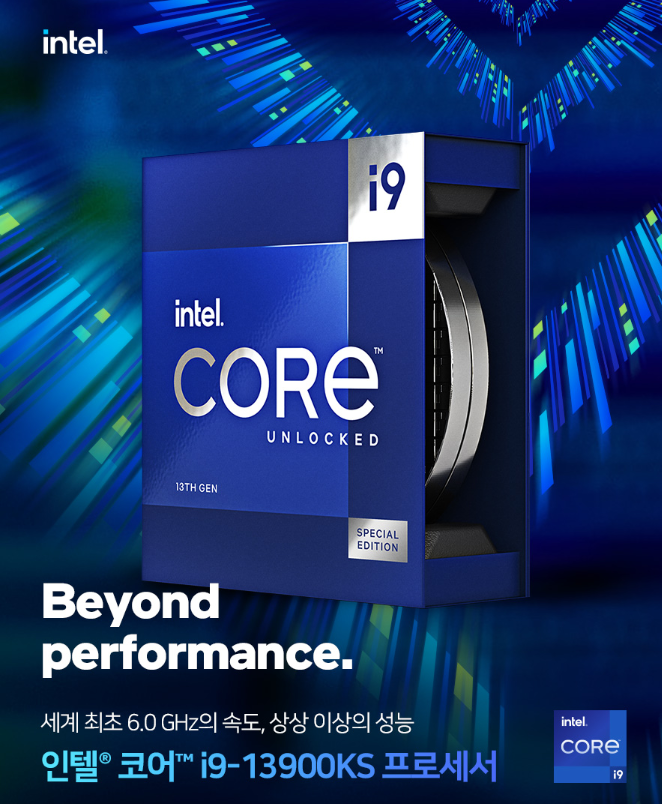 intel.
i9
intel.
CORE™
UNLOCKED
13TH GEN
SPECIAL
EDITION
Beyond
performance.
세계 최초 6.0 GHz의 속도, 상상 이상의 성능
인텔® 코어™ i9-13900KS 프로세서
intel.
CORE
i9